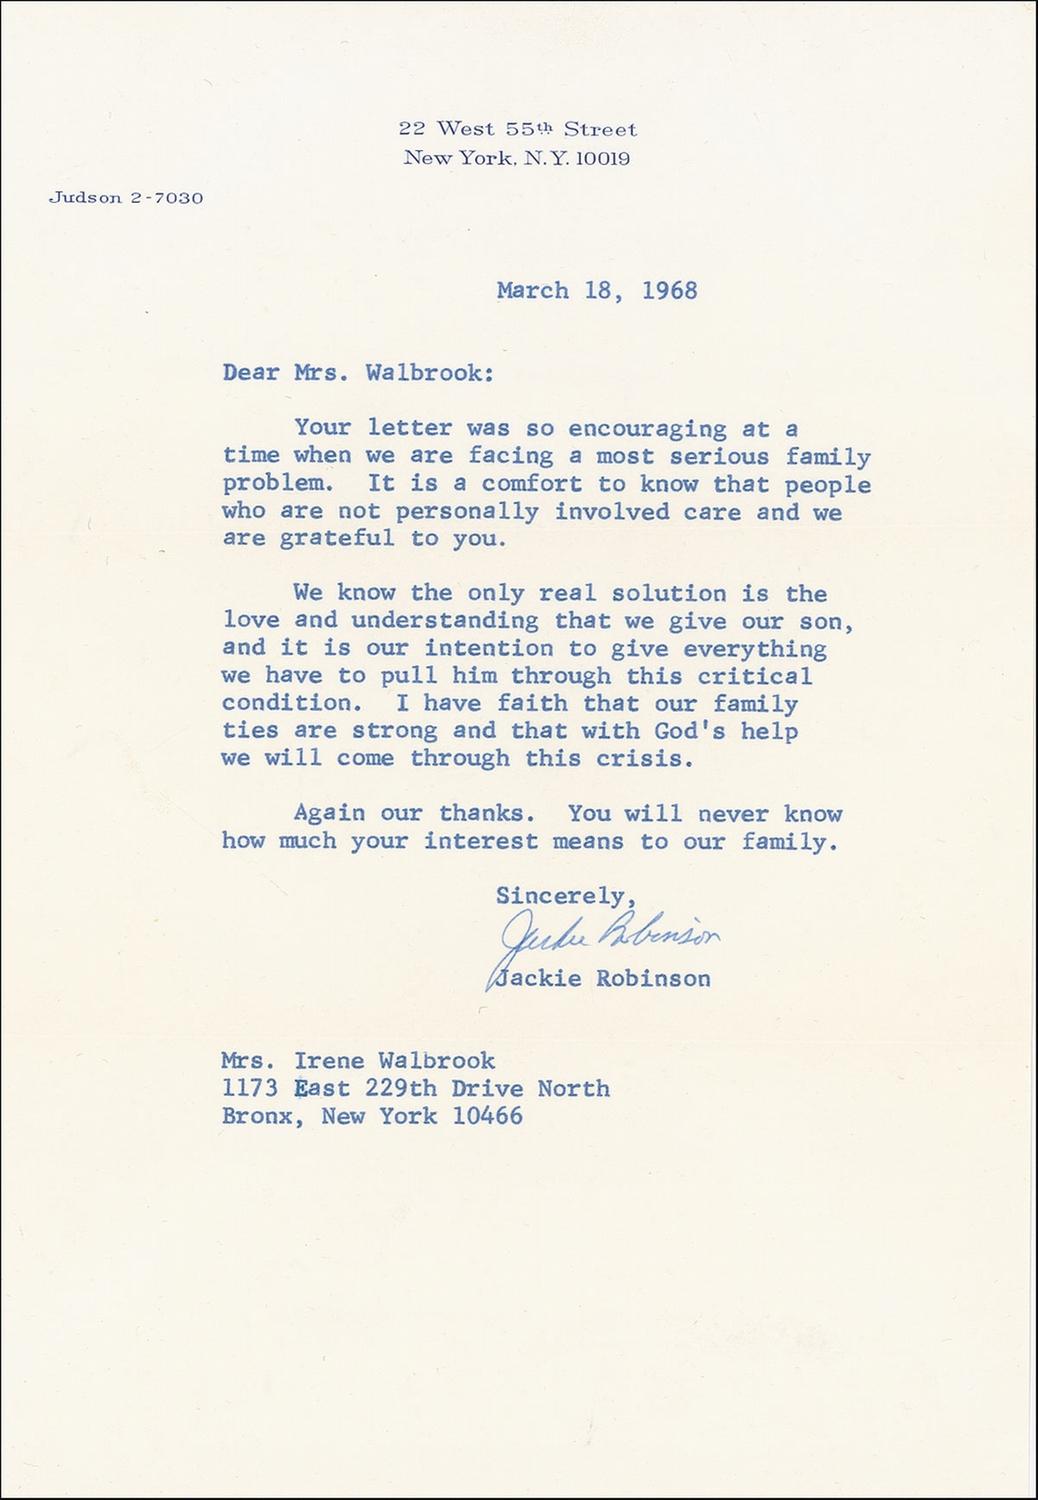 22 West 55th Street
New York, N.Y. 10019
Judson 2-7030
March 18, 1968
Dear Mrs. Walbrook:
Your letter was so encouraging at a
time when we are facing a most serious family
problem. It is a comfort to know that people
who are not personally involved care and we
are grateful to you.
We know the only real solution is the
love and understanding that we give our son,
and it is our intention to give everything
we have to pull him through this critical
condition. I have faith that our family
ties are strong and that with God's help
we will come through this crisis.
Again our thanks. You will never know
how much your interest means to our family.
Sincerely,
Jackie Robinson
Jackie Robinson
Mrs. Irene Walbrook
1173 East 229th Drive North
Bronx, New York 10466